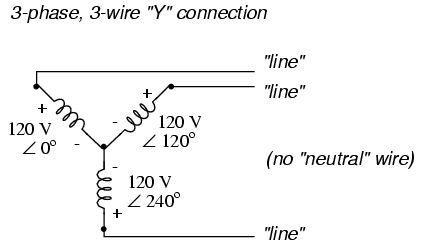 3-phase, 3-wire "Y" connection
"line"
"line"
+
+
-
-
120 V
∠ 0°
120 V
∠ 120°
(no "neutral" wire)
-
120 V
∠ 240°
+
"line"